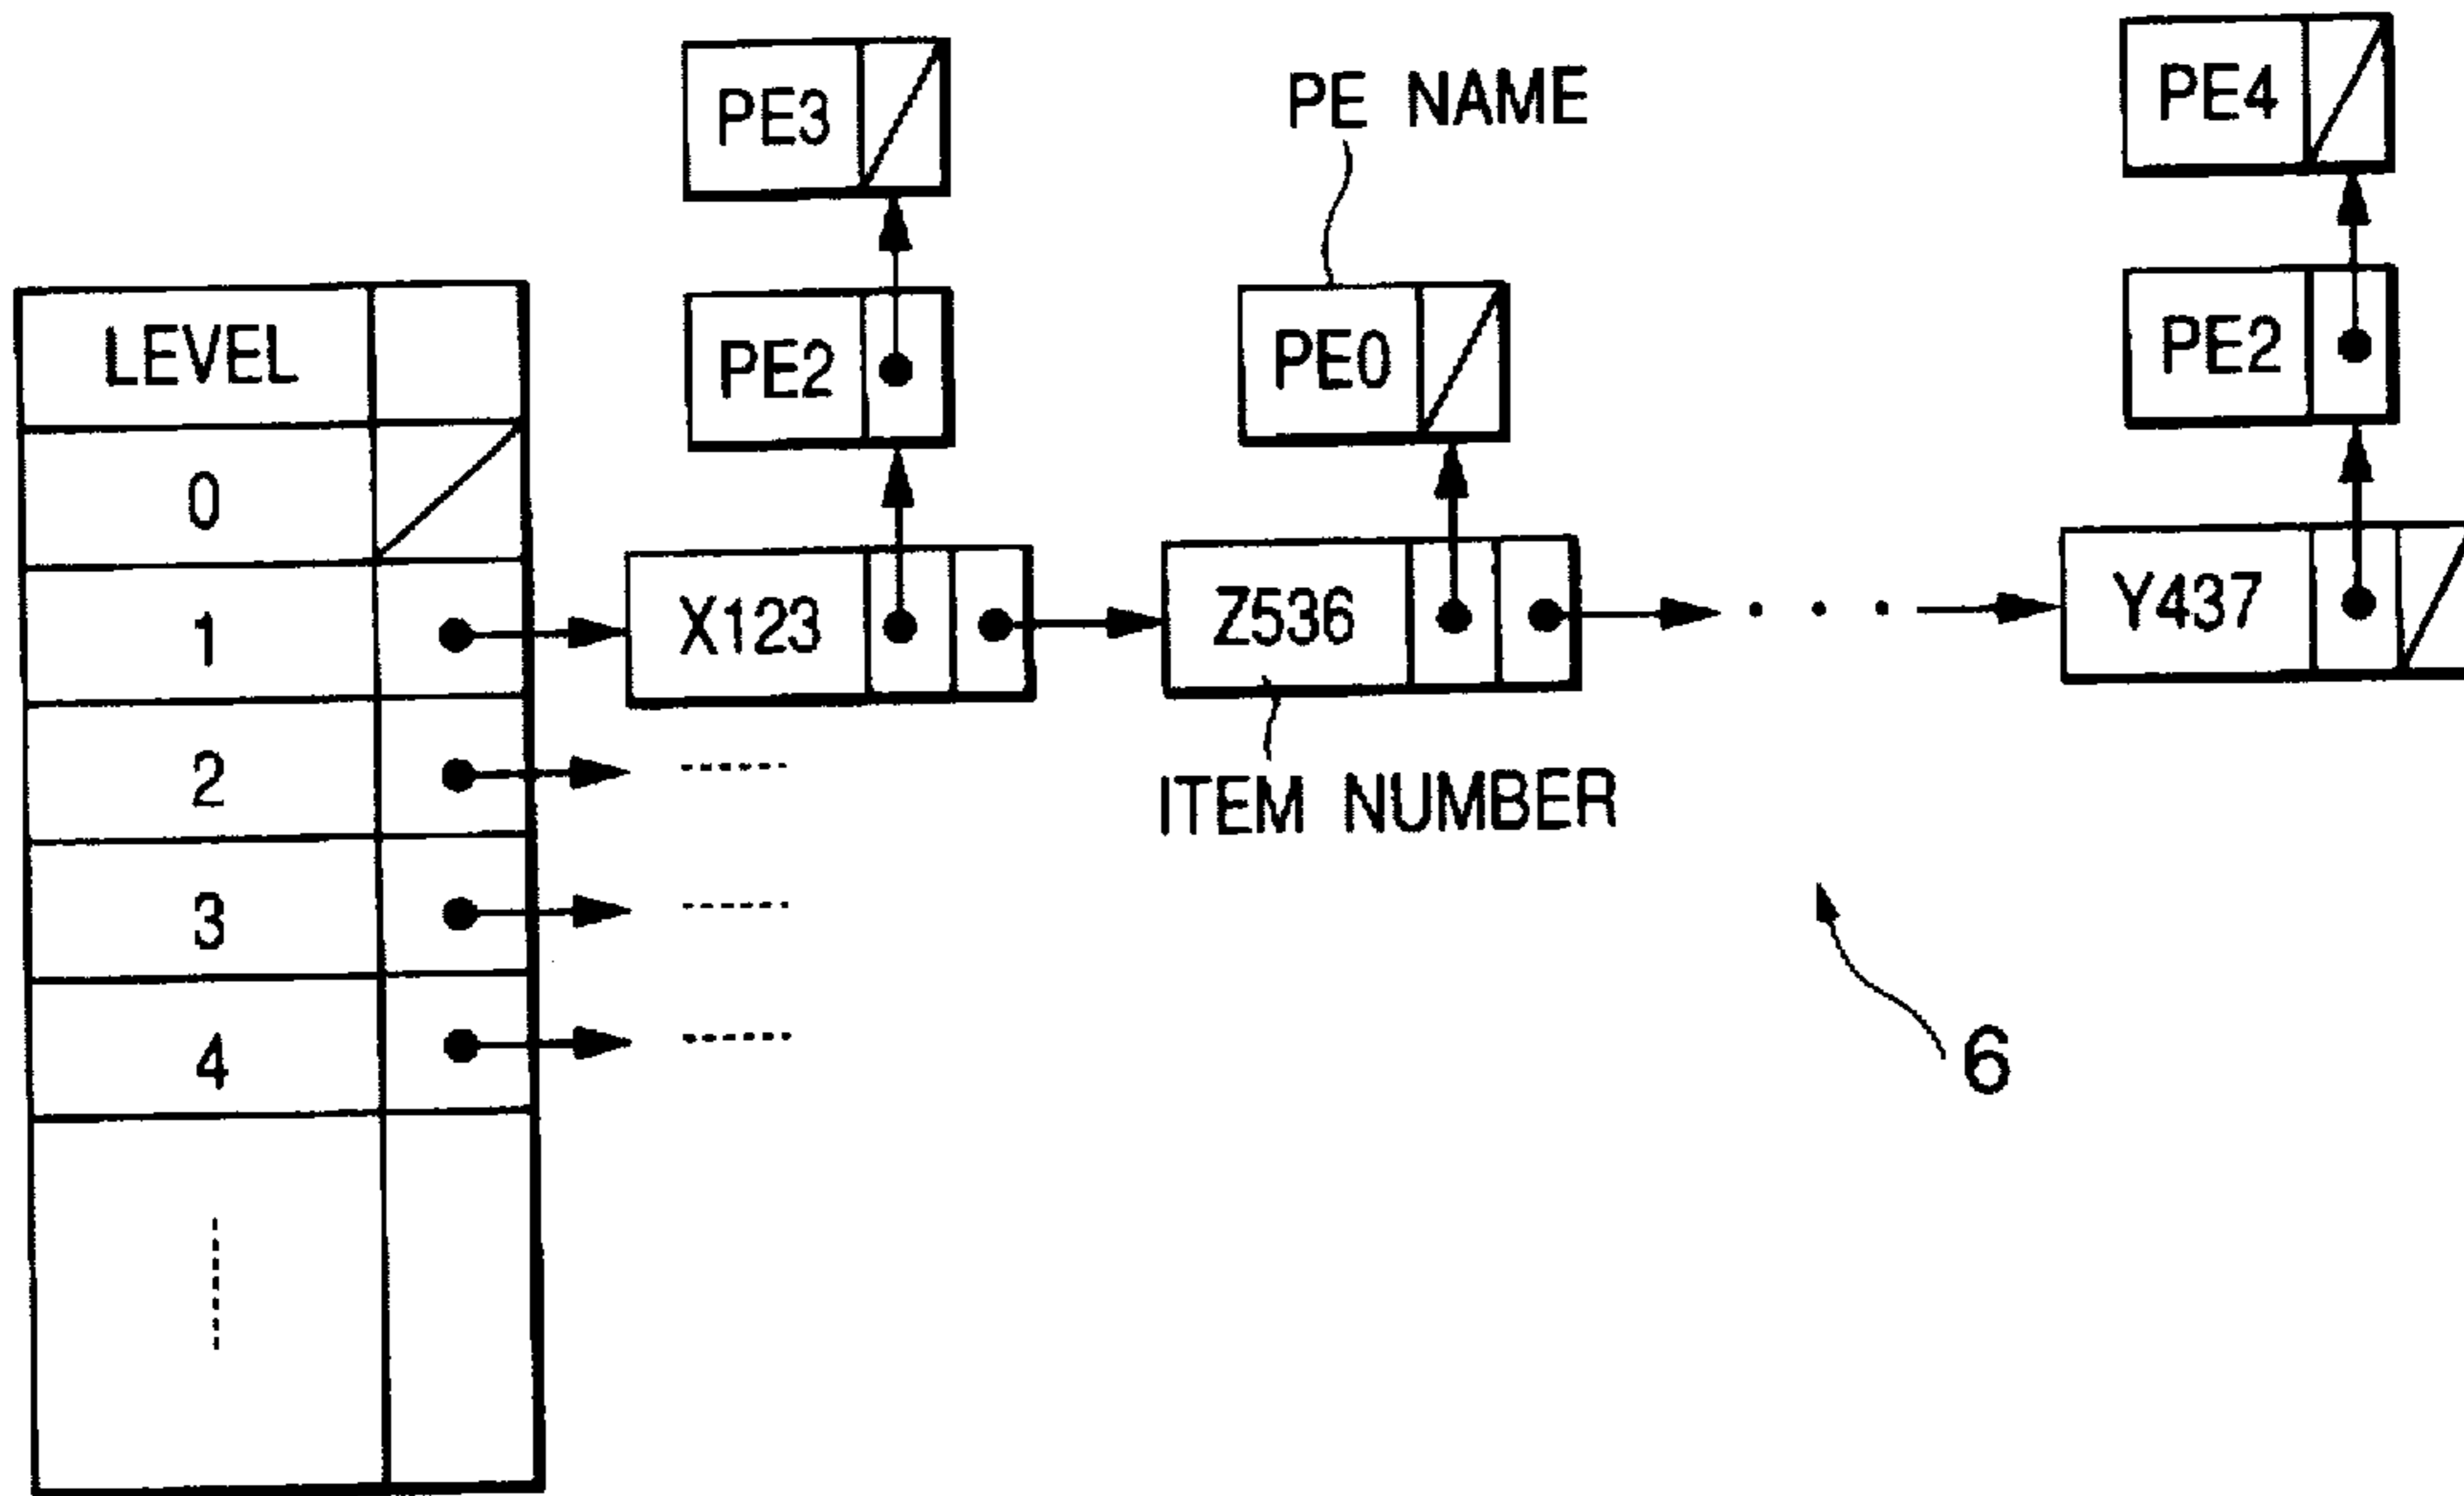 PE3
PE NAME
PE4
LEVEL
PE2
PE0
PE2
0
1
X123
Z536
Y437
2
ITEM NUMBER
3
4
6